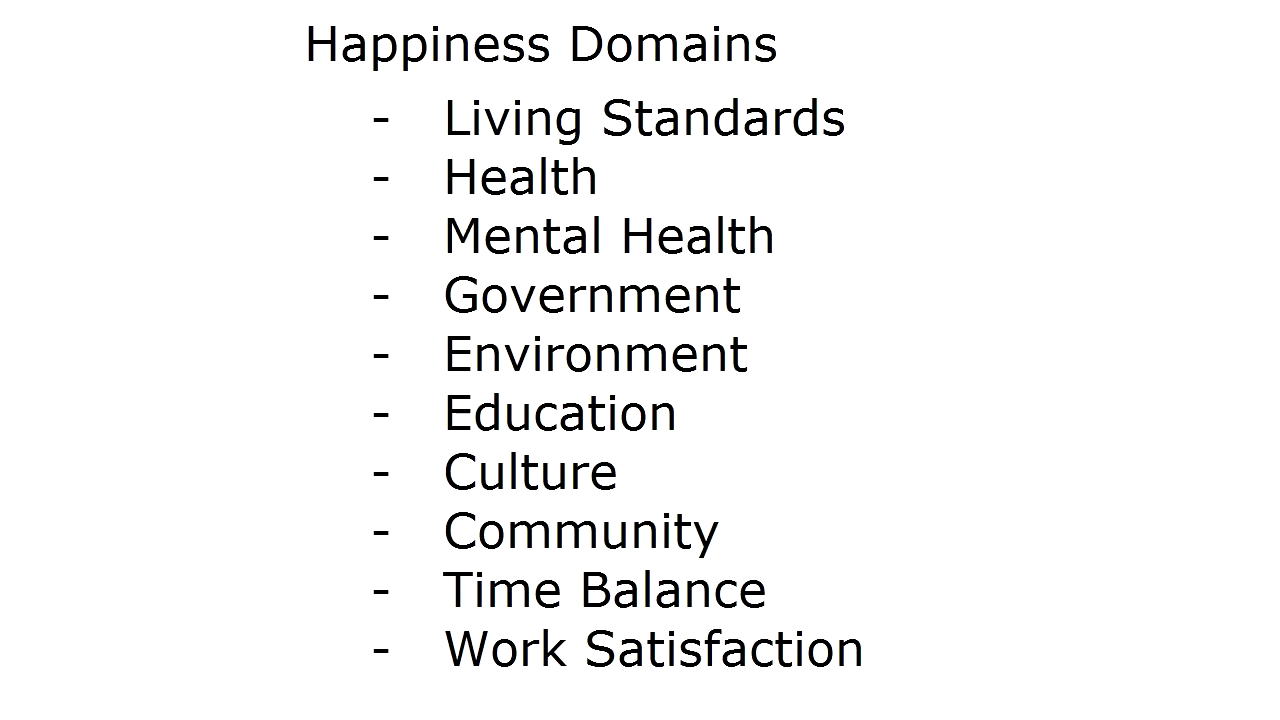 Happiness Domains
- Living Standards
- Health
- Mental Health
- Government
- Environment
- Education
- Culture
- Community
- Time Balance
- Work Satisfaction